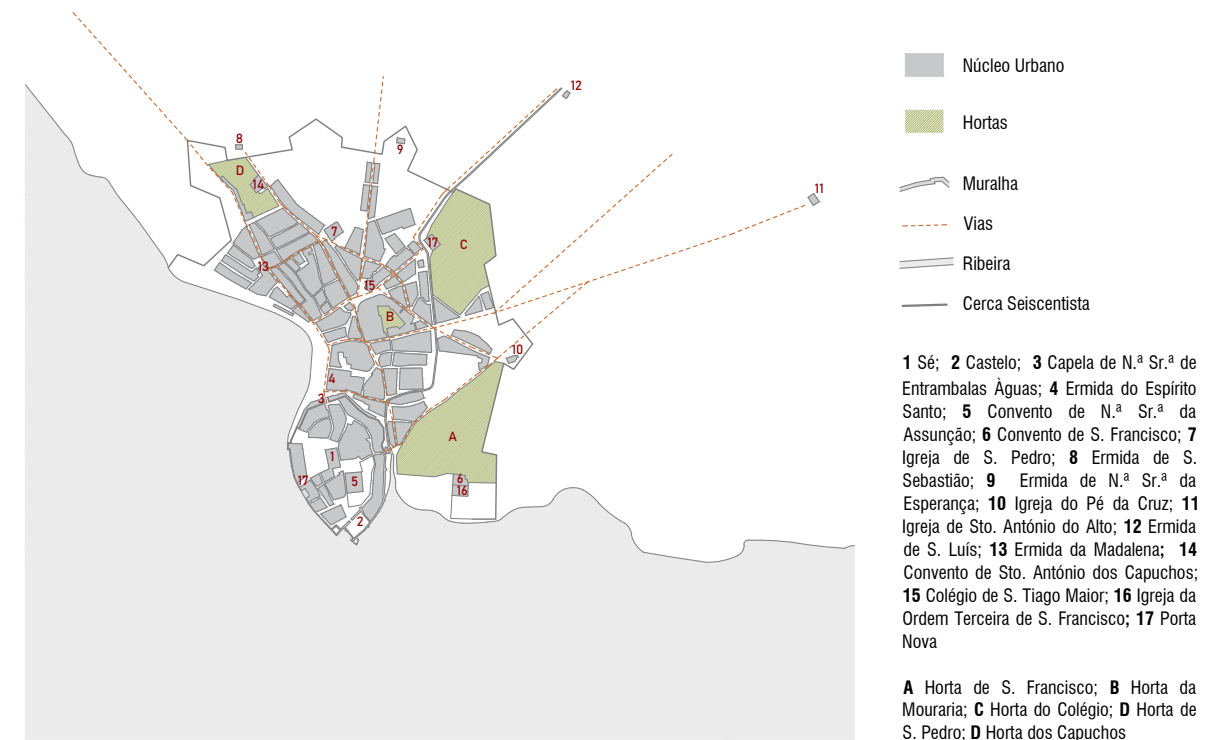 12
8
9
D
14
11
7
17
C
13
15
B
10
4
3
A
1
6
5
17
16
2
Núcleo Urbano
Hortas
Muralha
Vias
Ribeira
Cerca Seiscentista
1 Sé; 2 Castelo; 3 Capela de N.ª Sr.ª de
Entrambalas Àguas; 4 Ermida do Espírito
Santo; 5 Convento de N.ª Sr.ª da
Assunção; 6 Convento de S. Francisco; 7
Igreja de S. Pedro; 8 Ermida de S.
Sebastião; 9 Ermida de N.ª Sr.ª da
Esperança; 10 Igreja do Pé da Cruz; 11
Igreja de Sto. António do Alto; 12 Ermida
de S. Luís; 13 Ermida da Madalena; 14
Convento de Sto. António dos Capuchos;
15 Colégio de S. Tiago Maior; 16 Igreja da
Ordem Terceira de S. Francisco; 17 Porta
Nova
A Horta de S. Francisco; B Horta da
Mouraria; C Horta do Colégio; D Horta de
S. Pedro; D Horta dos Capuchos